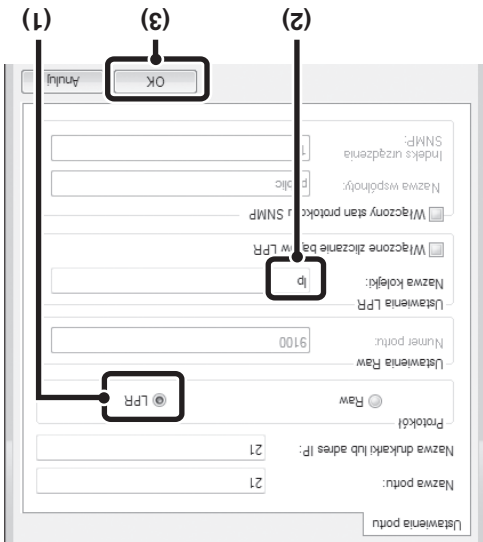 Ustawienia portu
Nazwa portu: 21
Nazwa drukarki lub adres IP: 21
Protokół
Raw LPR
Ustawienia Raw
Numer portu: 9100
Ustawienia LPR
Nazwa kolejki: lp
Włączone zliczanie LPR
Włączony stan protokołu SNMP
Nazwa wspólnoty: public
Indeks urządzenia
SNMP:
OK Anuluj
(2) (3) (1)